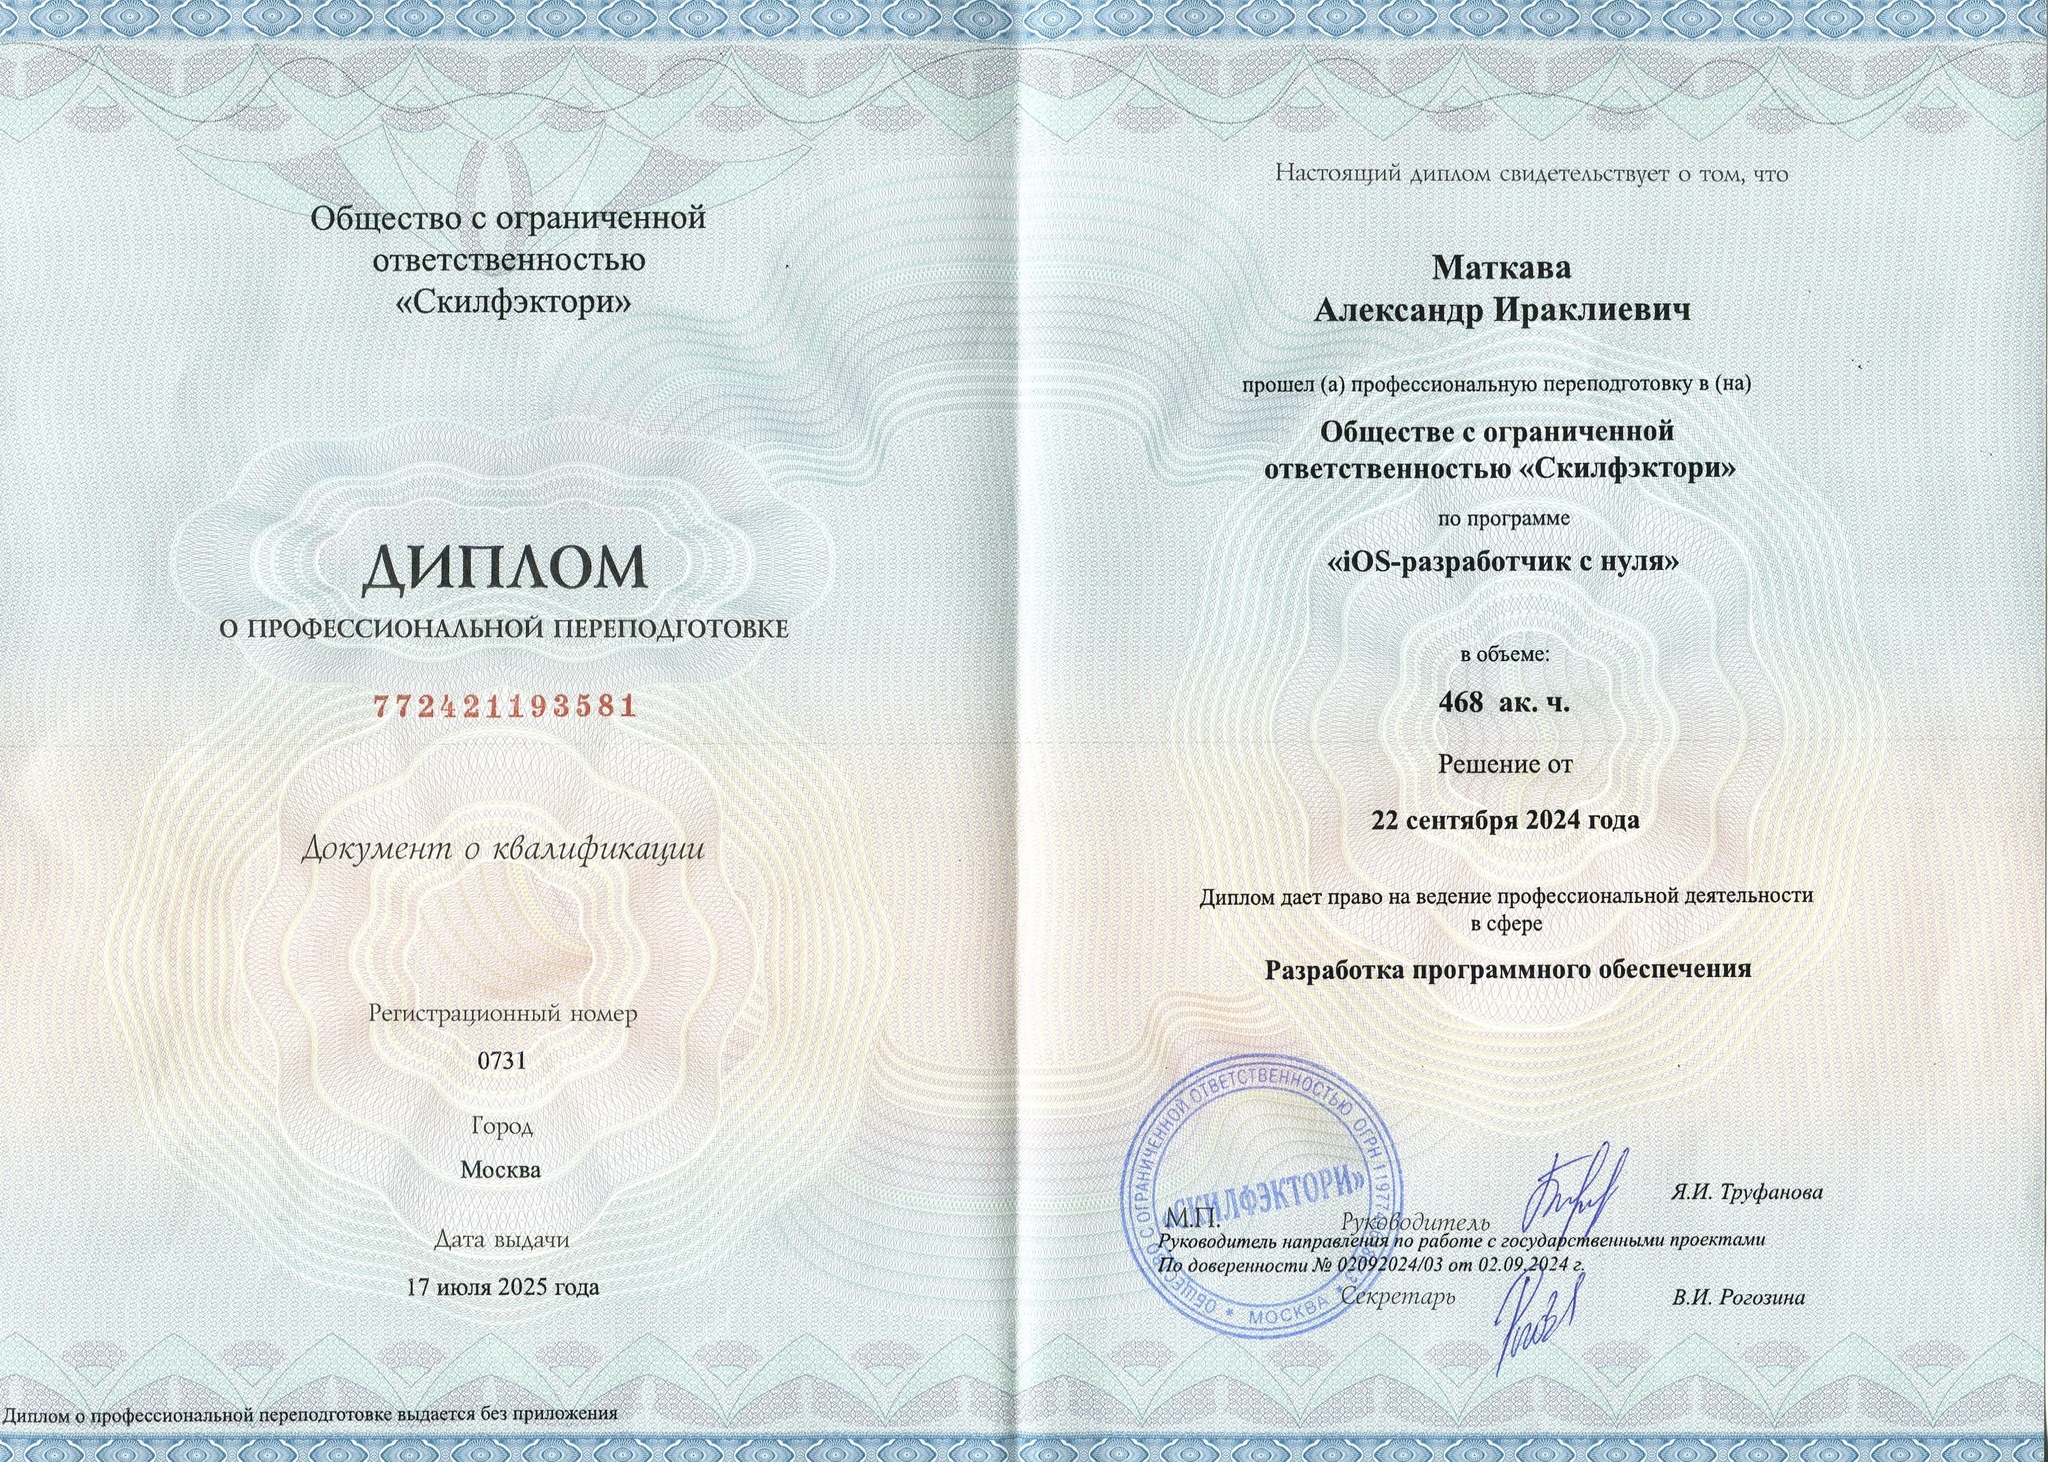 Общество с ограниченной
ответственностью
«Скилфэктори»
ДИПЛОМ
О ПРОФЕССИОНАЛЬНОЙ ПЕРЕПОДГОТОВКЕ
772421193581
Документ о квалификации
Регистрационный номер
0731
Город
Москва
Дата выдачи
17 июля 2025 года
Диплом о профессиональной переподготовке выдается без приложения
Настоящий диплом свидетельствует о том, что
Маткава
Александр Ираклиевич
прошел (а) профессиональную переподготовку в (на)
Обществе с ограниченной
ответственностью «Скилфэктори»
по программе
«iOS-разработчик с нуля»
в объеме:
468 ак. ч.
Решение от
22 сентября 2024 года
Диплом дает право на ведение профессиональной деятельности
в сфере
Разработка программного обеспечения
ОБЩЕСТВО С ОГРАНИЧЕННОЙ ОТВЕТСТВЕННОСТЬЮ ОГРН
«СКИЛФЭКТОРИ»
* МОСКВА *
Я.И. Труфанова
М.П. Руководитель
Руководитель направления по работе с государственными проектами
По доверенности № 02092024/03 от 02.09.2024 г.
Секретарь В.И. Рогозина